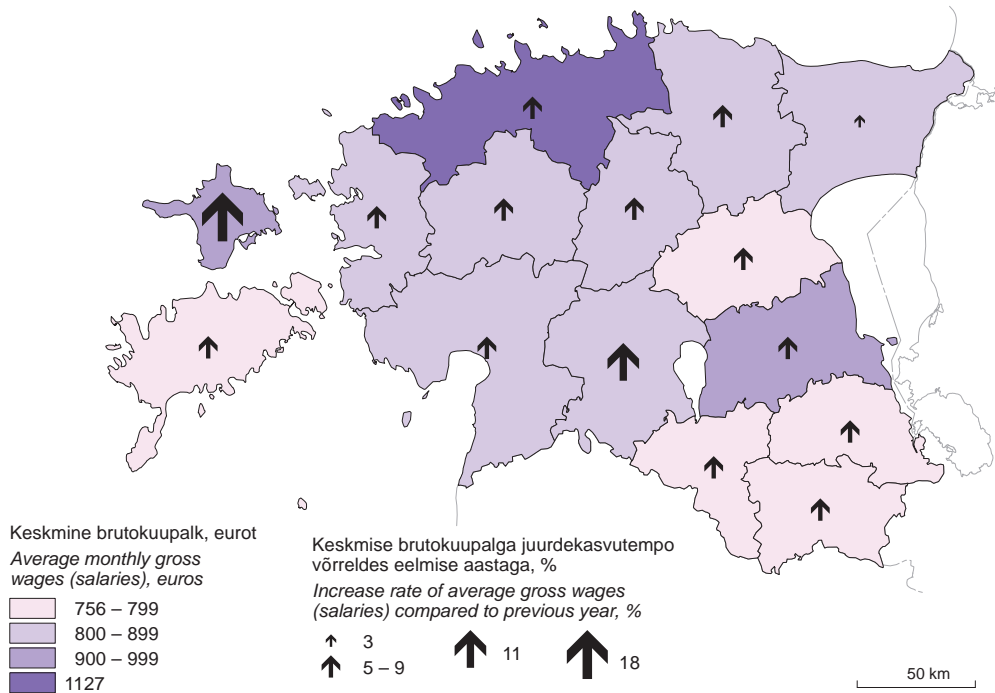 Keskmine brutokuupalk, eurot
Average monthly gross
wages (salaries), euros
756 – 799
800 – 899
900 – 999
1127
Keskmise brutokuupalga juurdekasvutempo
võrreldes eelmise aastaga, %
Increase rate of average gross wages
(salaries) compared to previous year, %
3
5 – 9
11
18
50 km